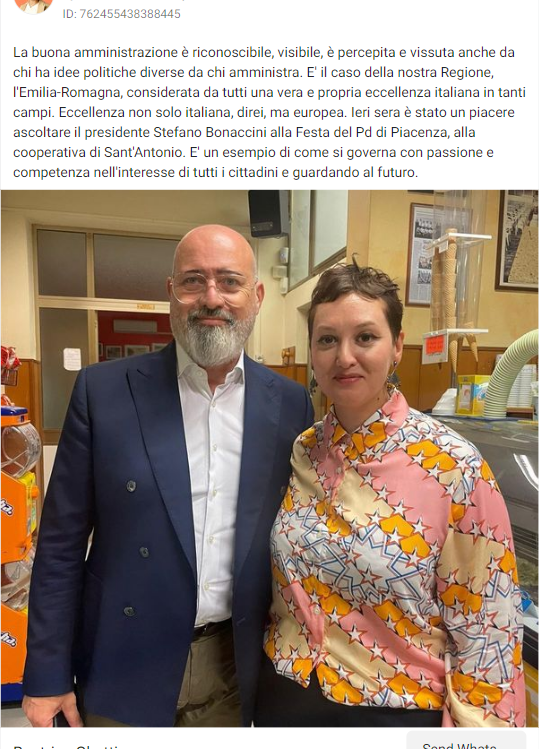 ID: 762455438388445
La buona amministrazione è riconoscibile, visibile, è percepita e vissuta anche da
chi ha idee politiche diverse da chi amministra. E' il caso della nostra Regione,
l'Emilia-Romagna, considerata da tutti una vera e propria eccellenza italiana in tanti
campi. Eccellenza non solo italiana, direi, ma europea. Ieri sera è stato un piacere
ascoltare il presidente Stefano Bonaccini alla Festa del Pd di Piacenza, alla
cooperativa di Sant'Antonio. E' un esempio di come si governa con passione e
competenza nell'interesse di tutti i cittadini e guardando al futuro.
Send Whats...